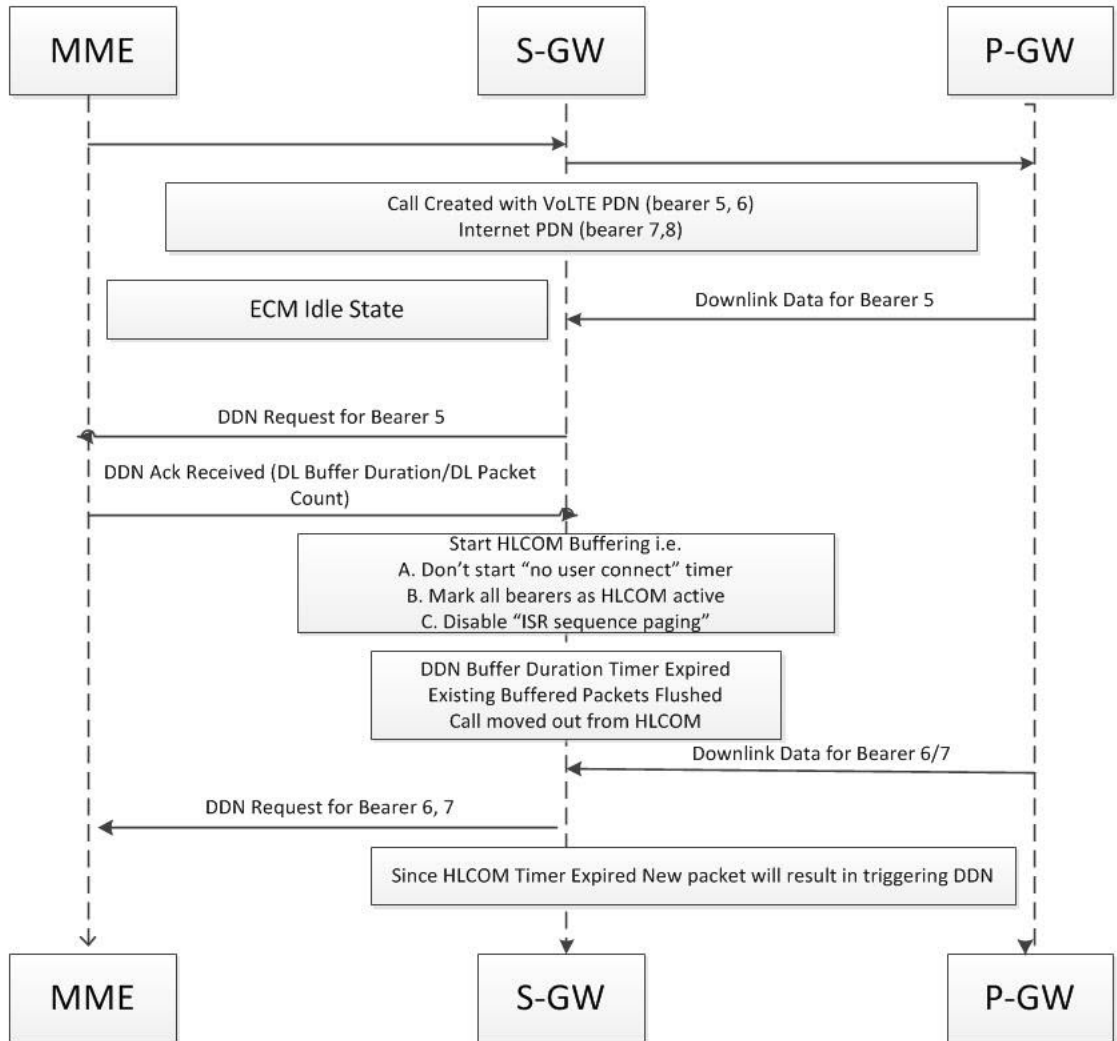 MME
S-GW
P-GW
Call Created with VoLTE PDN (bearer 5, 6)
Internet PDN (bearer 7,8)
ECM Idle State
Downlink Data for Bearer 5
DDN Request for Bearer 5
DDN Ack Received (DL Buffer Duration/DL Packet
Count)
Start HLCOM Buffering i.e.
A. Don’t start “no user connect” timer
B. Mark all bearers as HLCOM active
C. Disable “ISR sequence paging”
DDN Buffer Duration Timer Expired
Existing Buffered Packets Flushed
Call moved out from HLCOM
Downlink Data for Bearer 6/7
DDN Request for Bearer 6, 7
Since HLCOM Timer Expired New packet will result in triggering DDN
MME
S-GW
P-GW